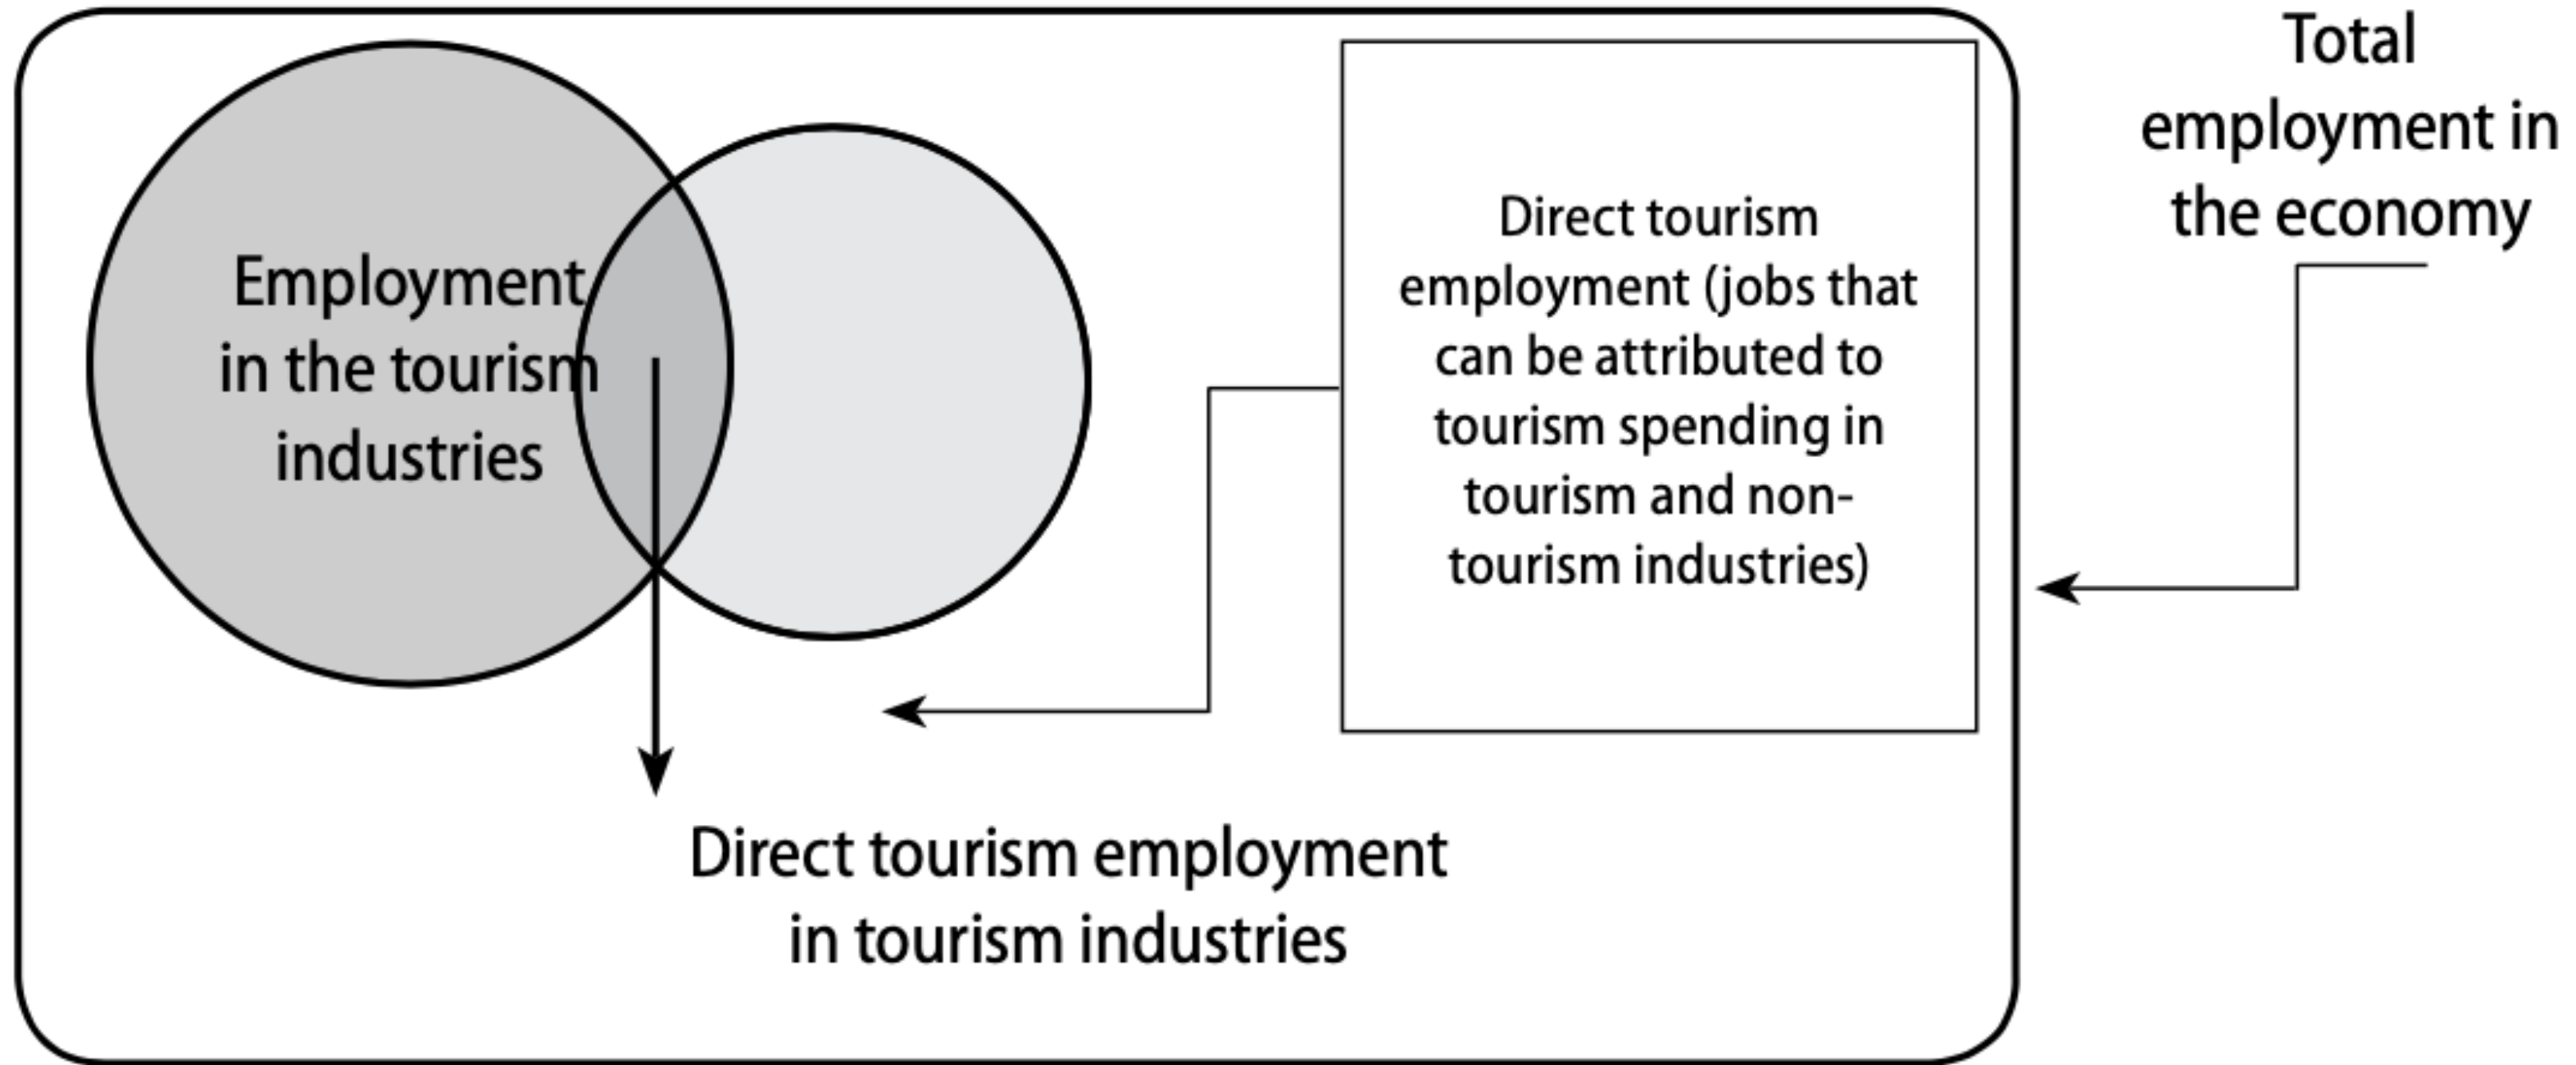 Employment
in the tourism
industries
Direct tourism
employment (jobs that
can be attributed to
tourism spending in
tourism and non-
tourism industries)
Total
employment in
the economy
Direct tourism employment
in tourism industries